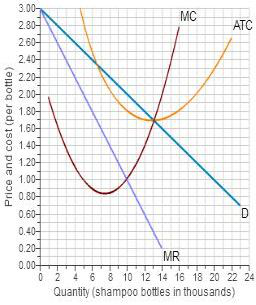 3.00
2.80
2.60
2.40
2.20
2.00
1.80
1.60
1.40
1.20
1.00
0.80
0.60
0.40
0.20
0.00
Price and cost (per bottle)
MC
ATC
D
MR
0 2 4 6 8 10 12 14 16 18 20 22 24
Quantity (shampoo bottles in thousands)